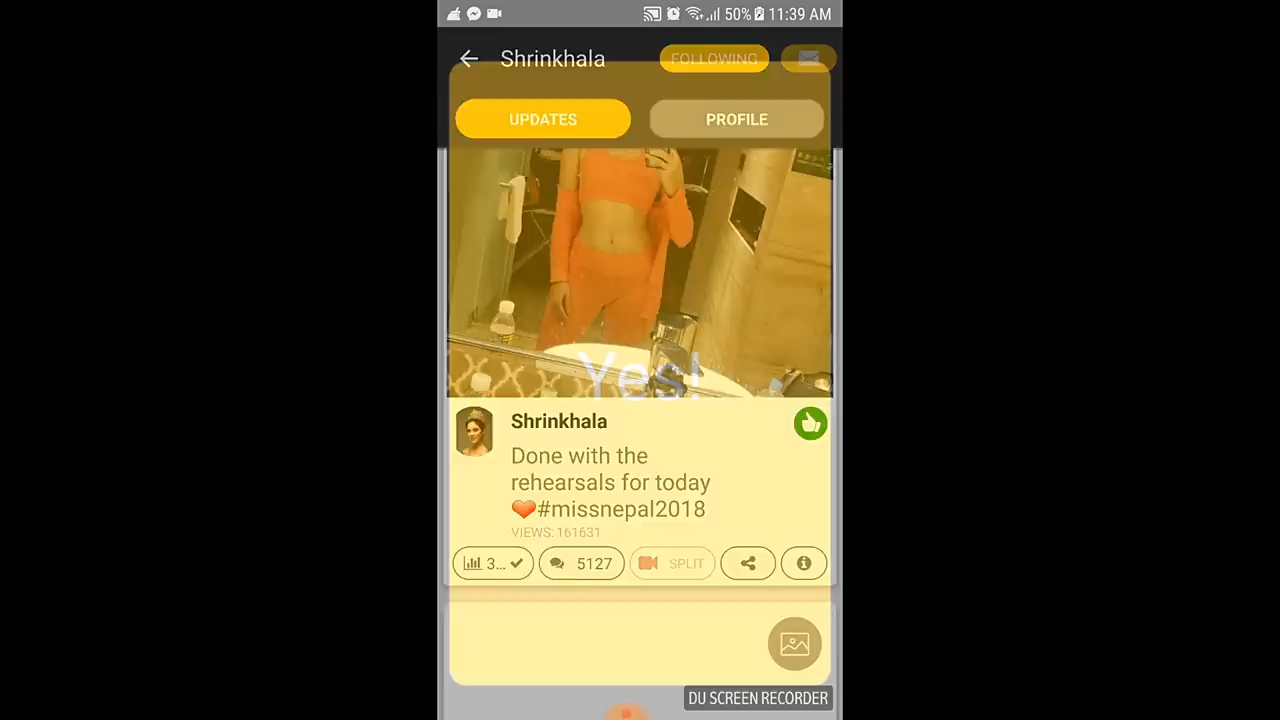 50% 11:39 AM
Shrinkhala
FOLLOWING
UPDATES
PROFILE
Yes!
Shrinkhala
Done with the
rehearsals for today
❤️#missnepal2018
VIEWS: 161631
3...
5127
SPLIT
DU SCREEN RECORDER